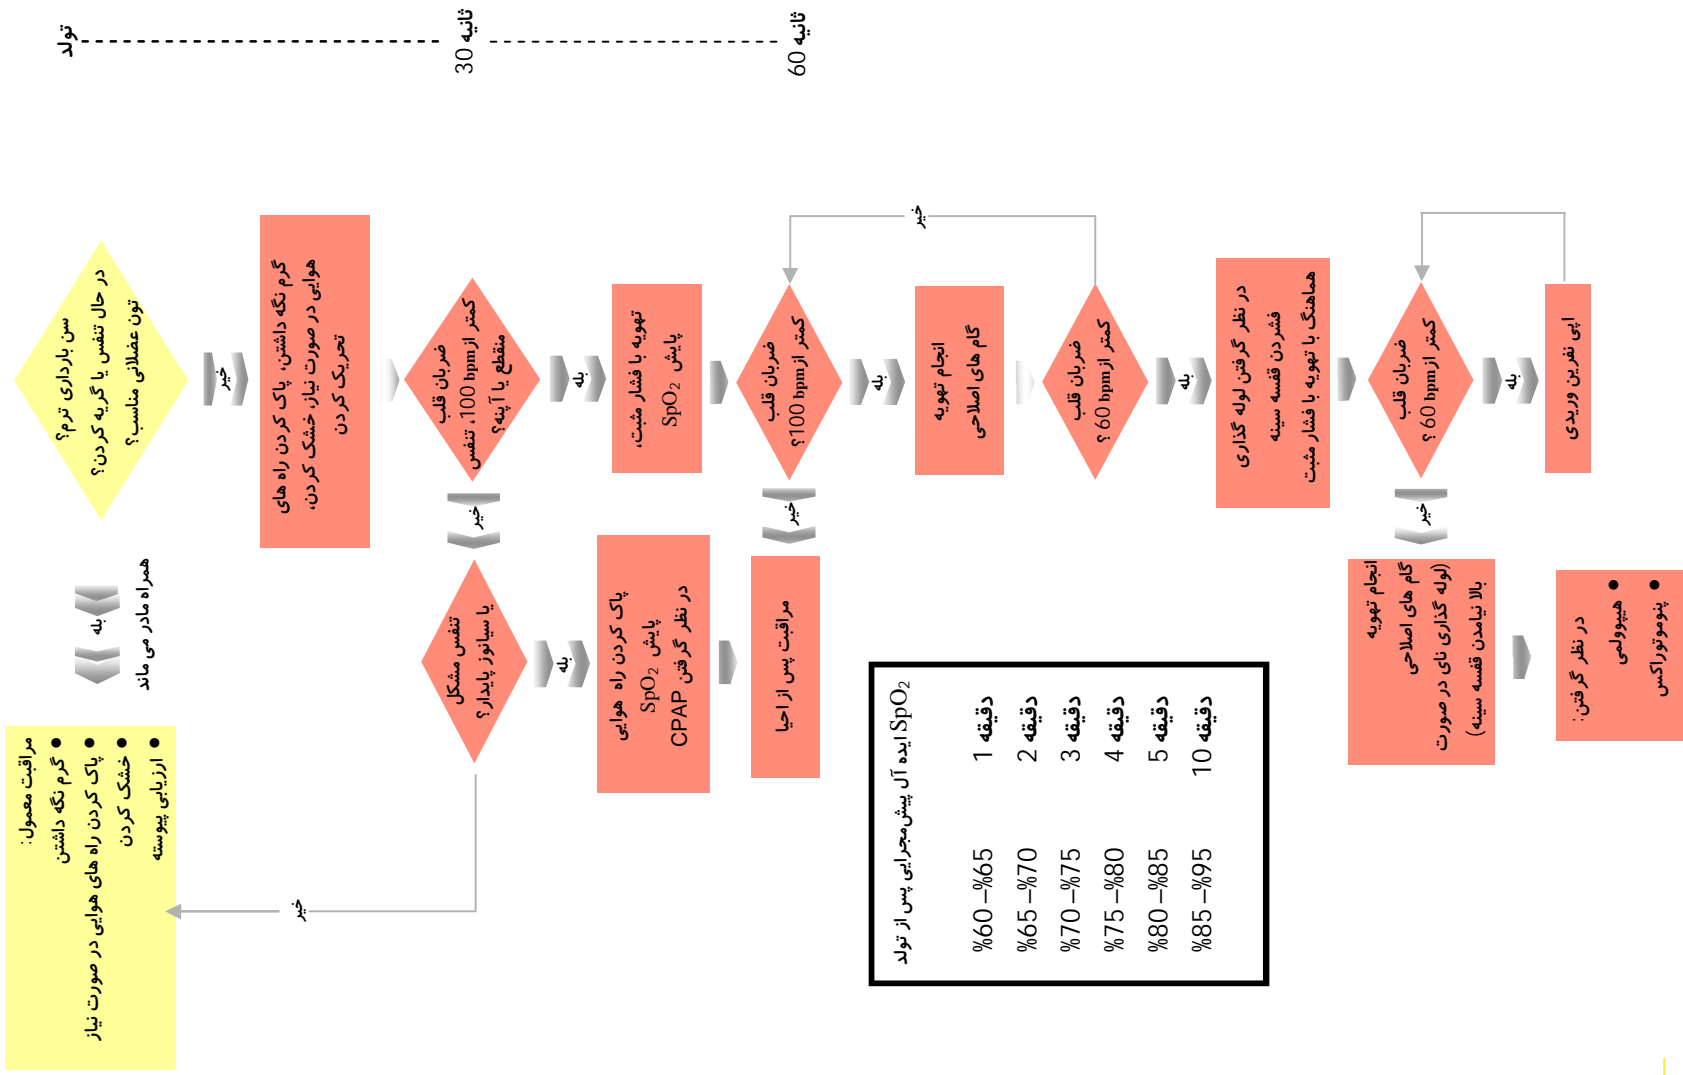 تولد
30 ثانیه
60 ثانیه
سن بارداری ترم؟
در حال تنفس یا گریه کردن؟
تون عضلانی مناسب؟
بله
همراه مادر می ماند
مراقبت معمول:
● گرم نگه داشتن
● پاک کردن راه های هوایی در صورت نیاز
● خشک کردن
● ارزیابی پیوسته
خیر
گرم نگه داشتن، پاک کردن راه های
هوایی در صورت نیاز، خشک کردن،
تحریک کردن
ضربان قلب
کمتر از100 bpm، تنفس
منقطع یا آپنه؟
خیر
تنفس مشکل
یا سیانوز پایدار؟
خیر
بله
تهویه با فشار مثبت،
پایش SpO2
بله
پاک کردن راه هوایی
پایش SpO2
در نظر گرفتن CPAP
ضربان قلب
کمتر از100 bpm؟
خیر
مراقبت پس از احیا
بله
انجام تهویه
گام های اصلاحی
خیر
ضربان قلب
کمتر از60 bpm ؟
بله
در نظر گرفتن لوله گذاری
فشردن قفسه سینه
هماهنگ با تهویه با فشار مثبت
ضربان قلب
کمتر از60 bpm ؟
خیر
انجام تهویه
گام های اصلاحی
(لوله گذاری نای در صورت
بالا نیامدن قفسه سینه)
در نظر گرفتن:
● هیپوولمی
● پنوموتوراکس
بله
اپی نفرین وریدی
SpO2 ایده آل پیش‌مجرایی پس از تولد
1 دقیقه %60–%65
2 دقیقه %65–%70
3 دقیقه %70–%75
4 دقیقه %75–%80
5 دقیقه %80–%85
10 دقیقه %85–%95